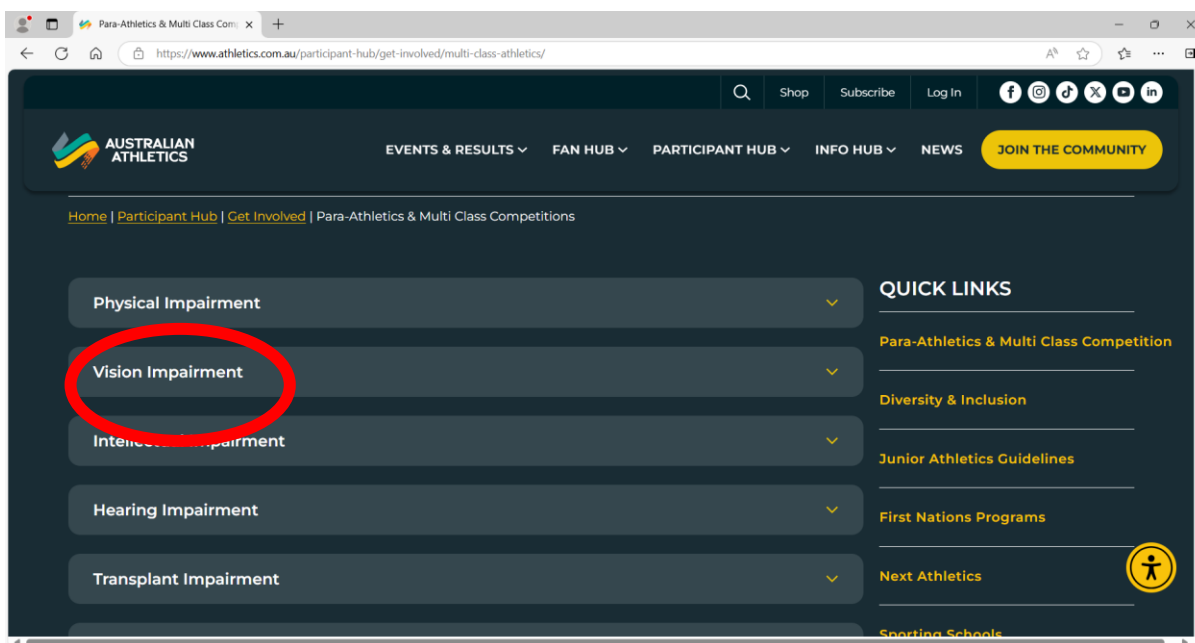 Para-Athletics & Multi Class Com
https://www.athletics.com.au/participant-hub/get-involved/multi-class-athletics/
Shop Subscribe Log In
AUSTRALIAN
ATHLETICS
EVENTS & RESULTS FAN HUB PARTICIPANT HUB INFO HUB NEWS JOIN THE COMMUNITY
Home | Participant Hub | Get Involved | Para-Athletics & Multi Class Competitions
Physical Impairment
Vision Impairment
Intellectual Impairment
Hearing Impairment
Transplant Impairment
QUICK LINKS
Para-Athletics & Multi Class Competition
Diversity & Inclusion
Junior Athletics Guidelines
First Nations Programs
Next Athletics
Sporting Schools